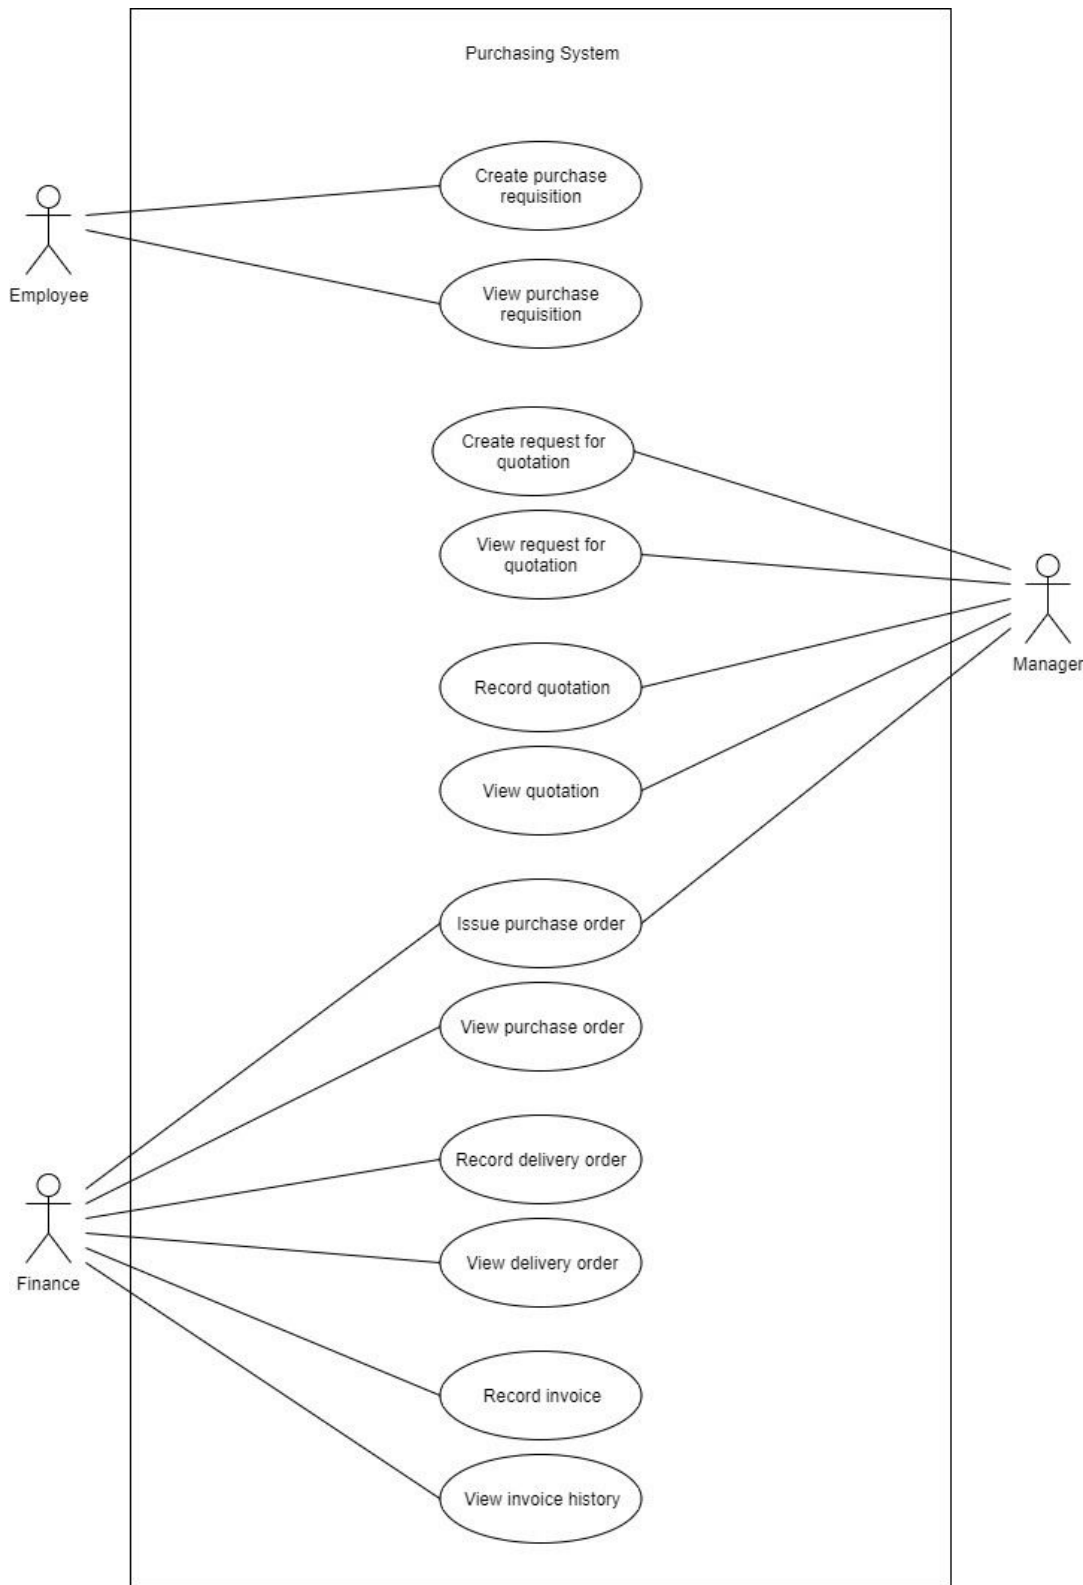 Purchasing System
Create purchase
requisition
Employee
View purchase
requisition
Create request for
quotation
View request for
quotation
Manager
Record quotation
View quotation
Issue purchase order
View purchase order
Record delivery order
View delivery order
Finance
Record invoice
View invoice history